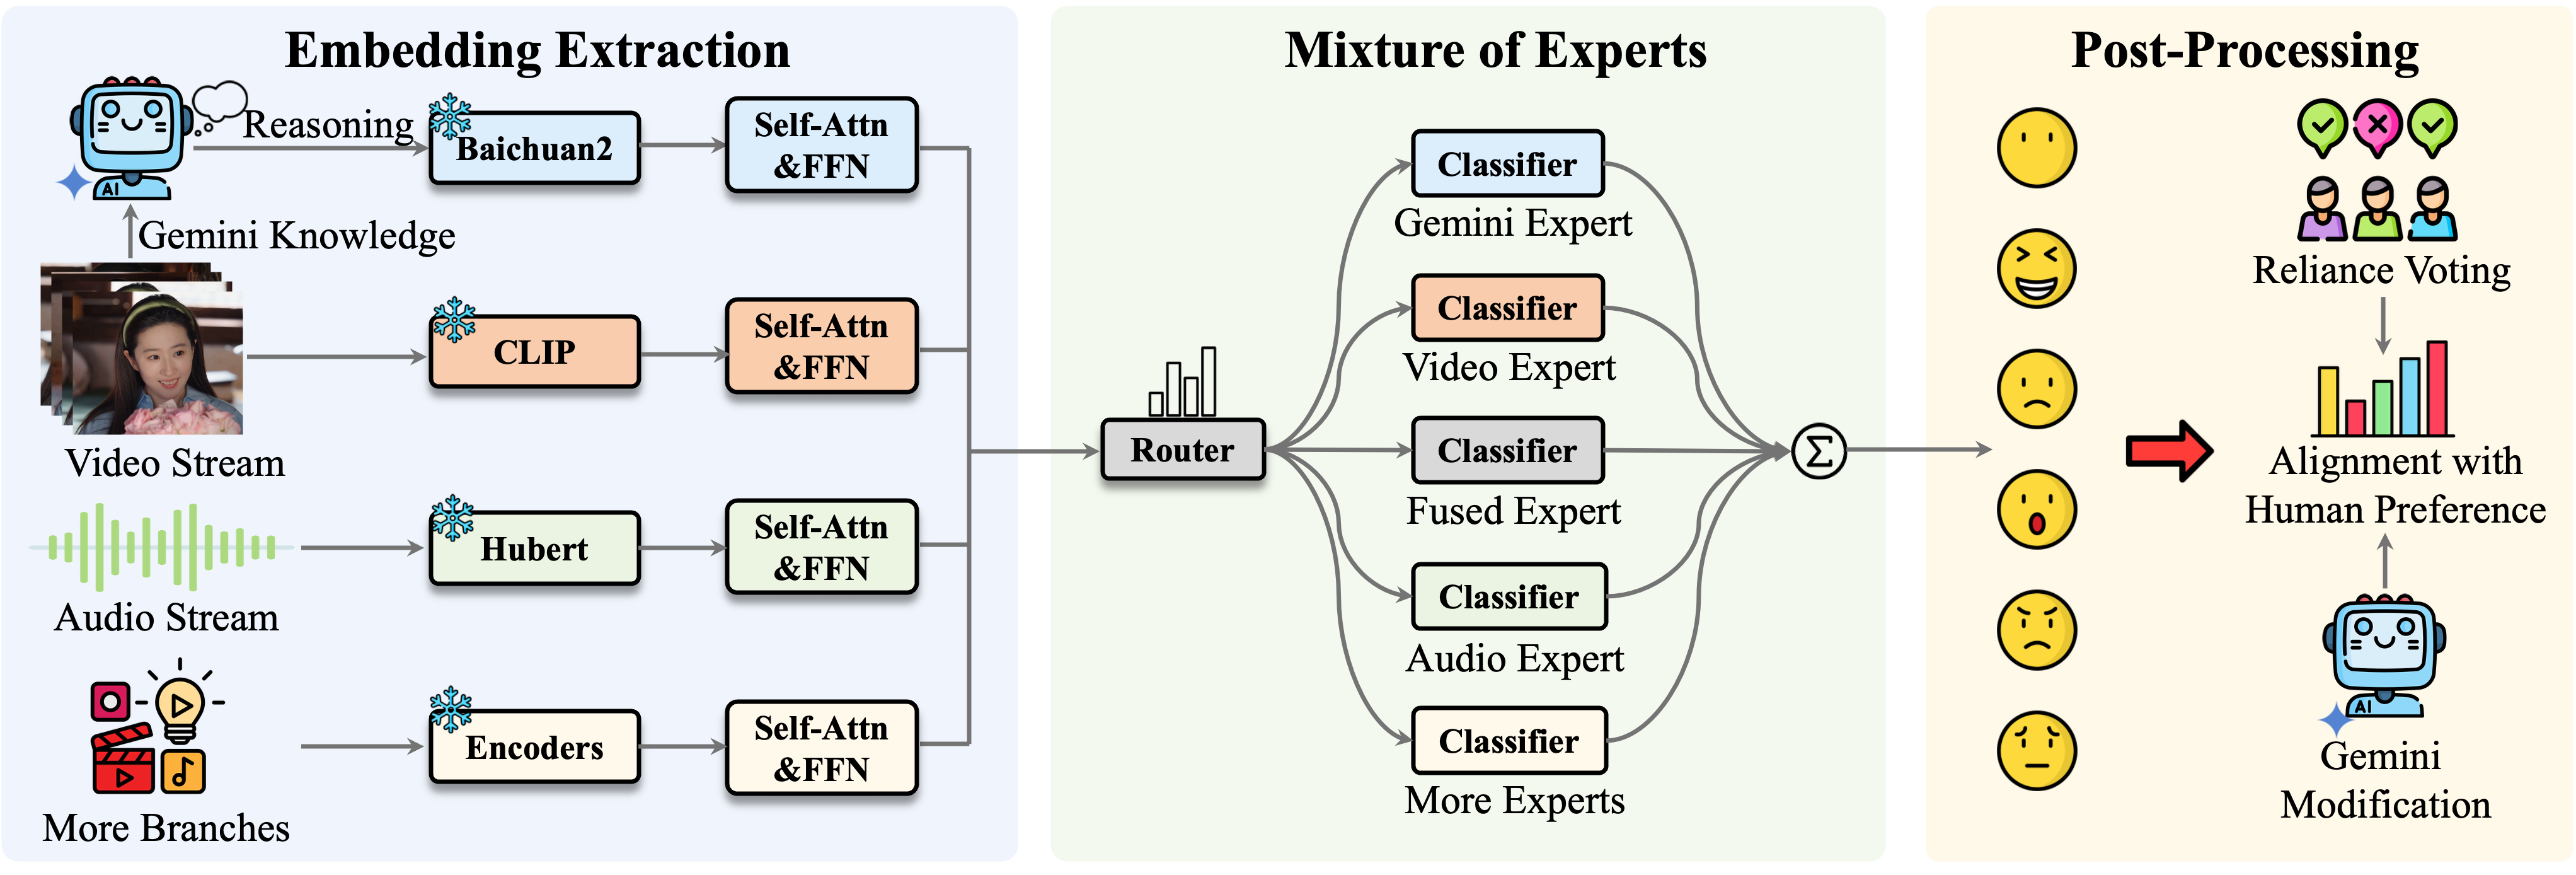 Embedding Extraction
Reasoning
AI
Gemini Knowledge
Video Stream
Audio Stream
More Branches
Baichuan2
CLIP
Hubert
Encoders
Self-Attn
&FFN
Self-Attn
&FFN
Self-Attn
&FFN
Self-Attn
&FFN
Mixture of Experts
Router
Classifier
Gemini Expert
Classifier
Video Expert
Classifier
Fused Expert
Classifier
Audio Expert
Classifier
More Experts
Σ
Post-Processing
Reliance Voting
Alignment with
Human Preference
AI
Gemini
Modification